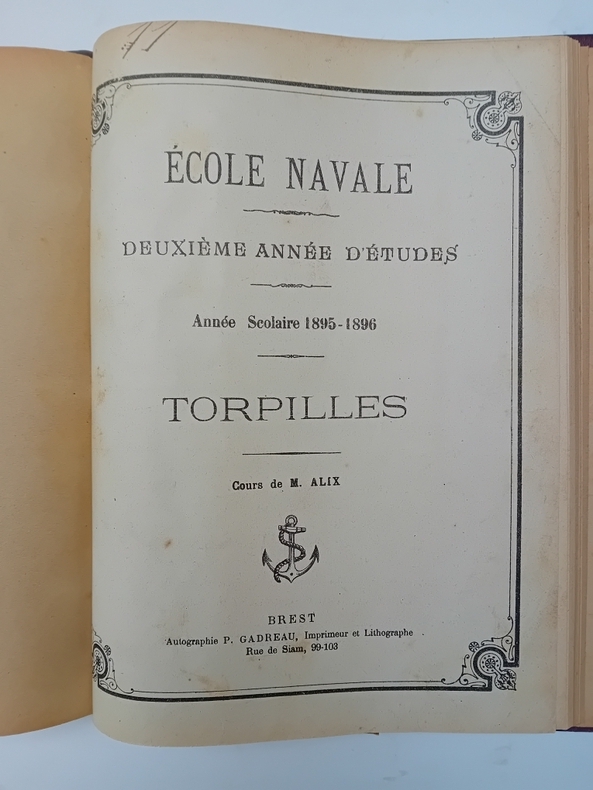 ÉCOLE NAVALE
DEUXIÈME ANNÉE D'ÉTUDES
Année Scolaire 1895-1896
TORPILLES
Cours de M. ALIX
BREST
Autographie P. GADREAU, Imprimeur et Lithographe
Rue de Siam, 99-103